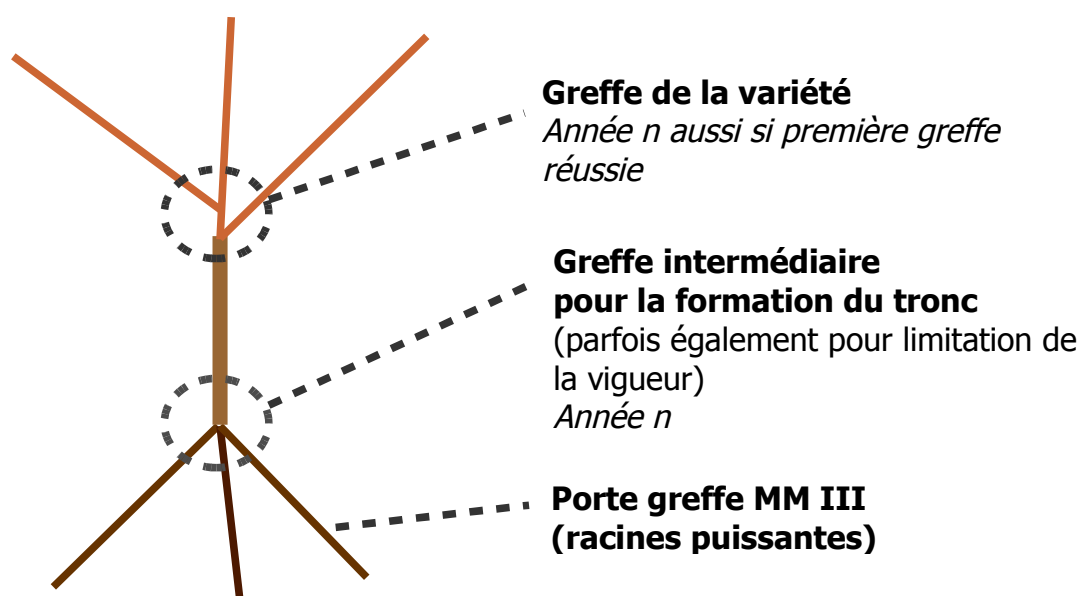 Greffe de la variété
Année n aussi si première greffe
réussie
Greffe intermédiaire
pour la formation du tronc
(parfois également pour limitation de
la vigueur)
Année n
Porte greffe MM III
(racines puissantes)